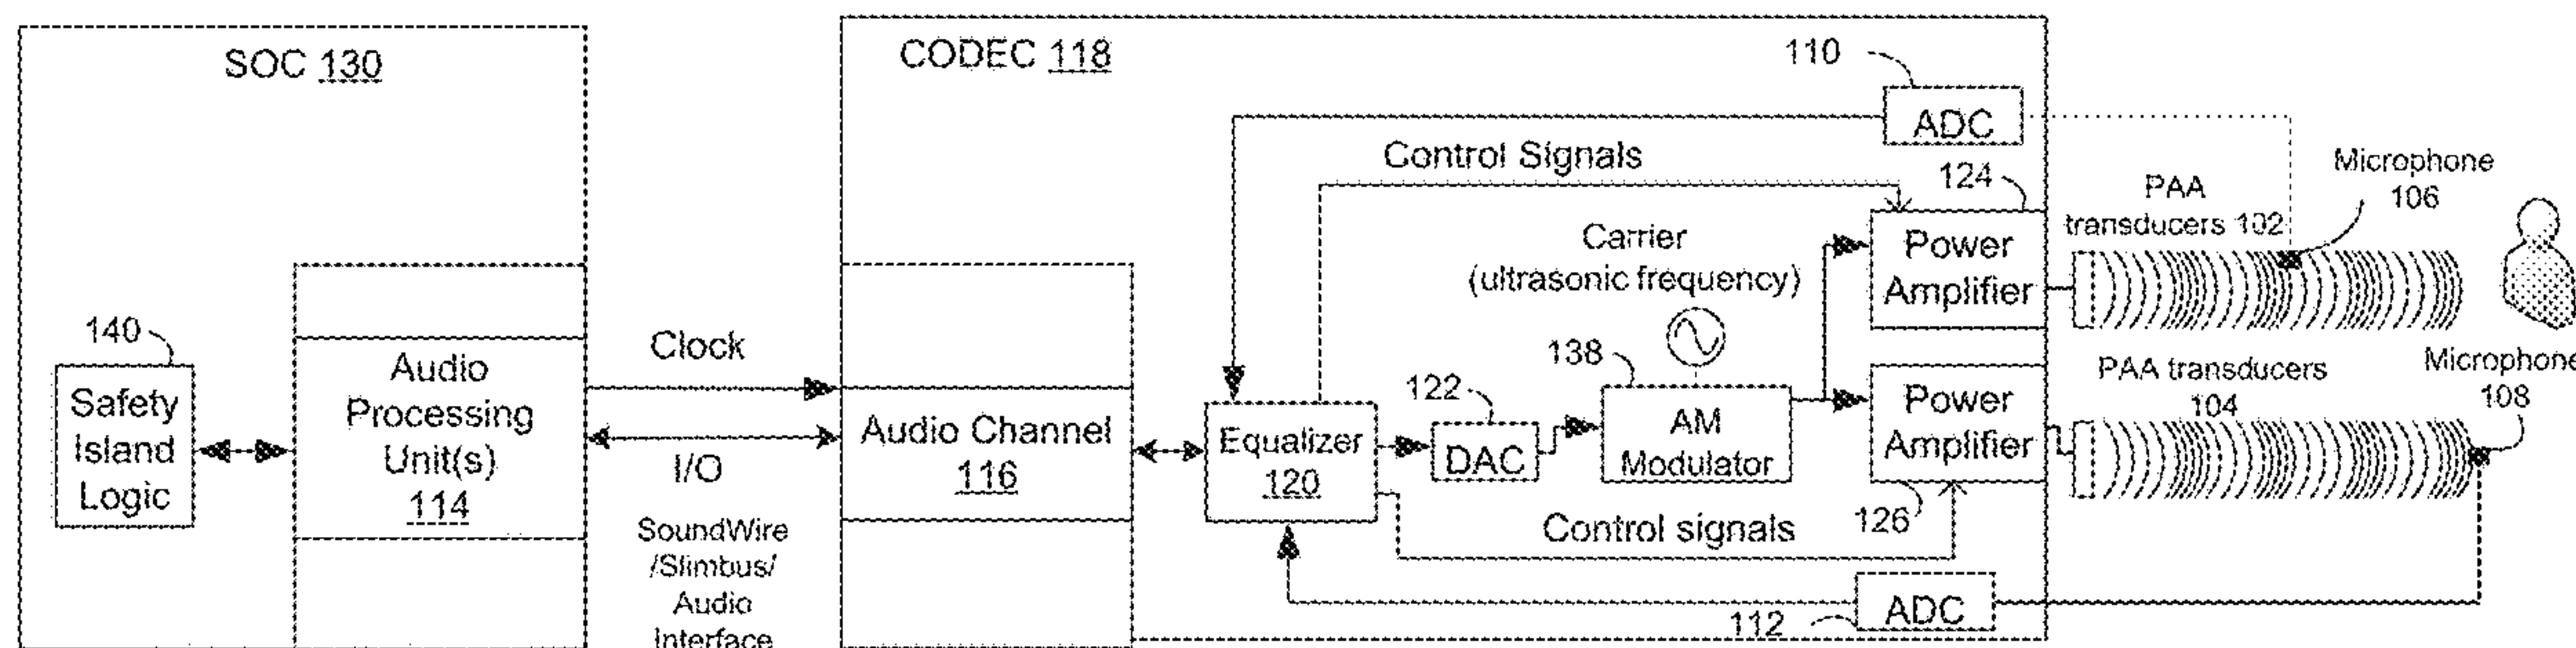 SOC 130
140
Safety
Island
Logic
Audio
Processing
Unit(s)
114
Clock
I/O
SoundWire
/Slimbus/
Audio
Interface
CODEC 118
Audio Channel
116
Equalizer
120
Control Signals
122
DAC
Carrier
(ultrasonic frequency)
138
AM
Modulator
Control signals
110
ADC
124
Power
Amplifier
Power
Amplifier
126
112
ADC
PAA
transducers 102
Microphone
106
PAA transducers
104
Microphone
108